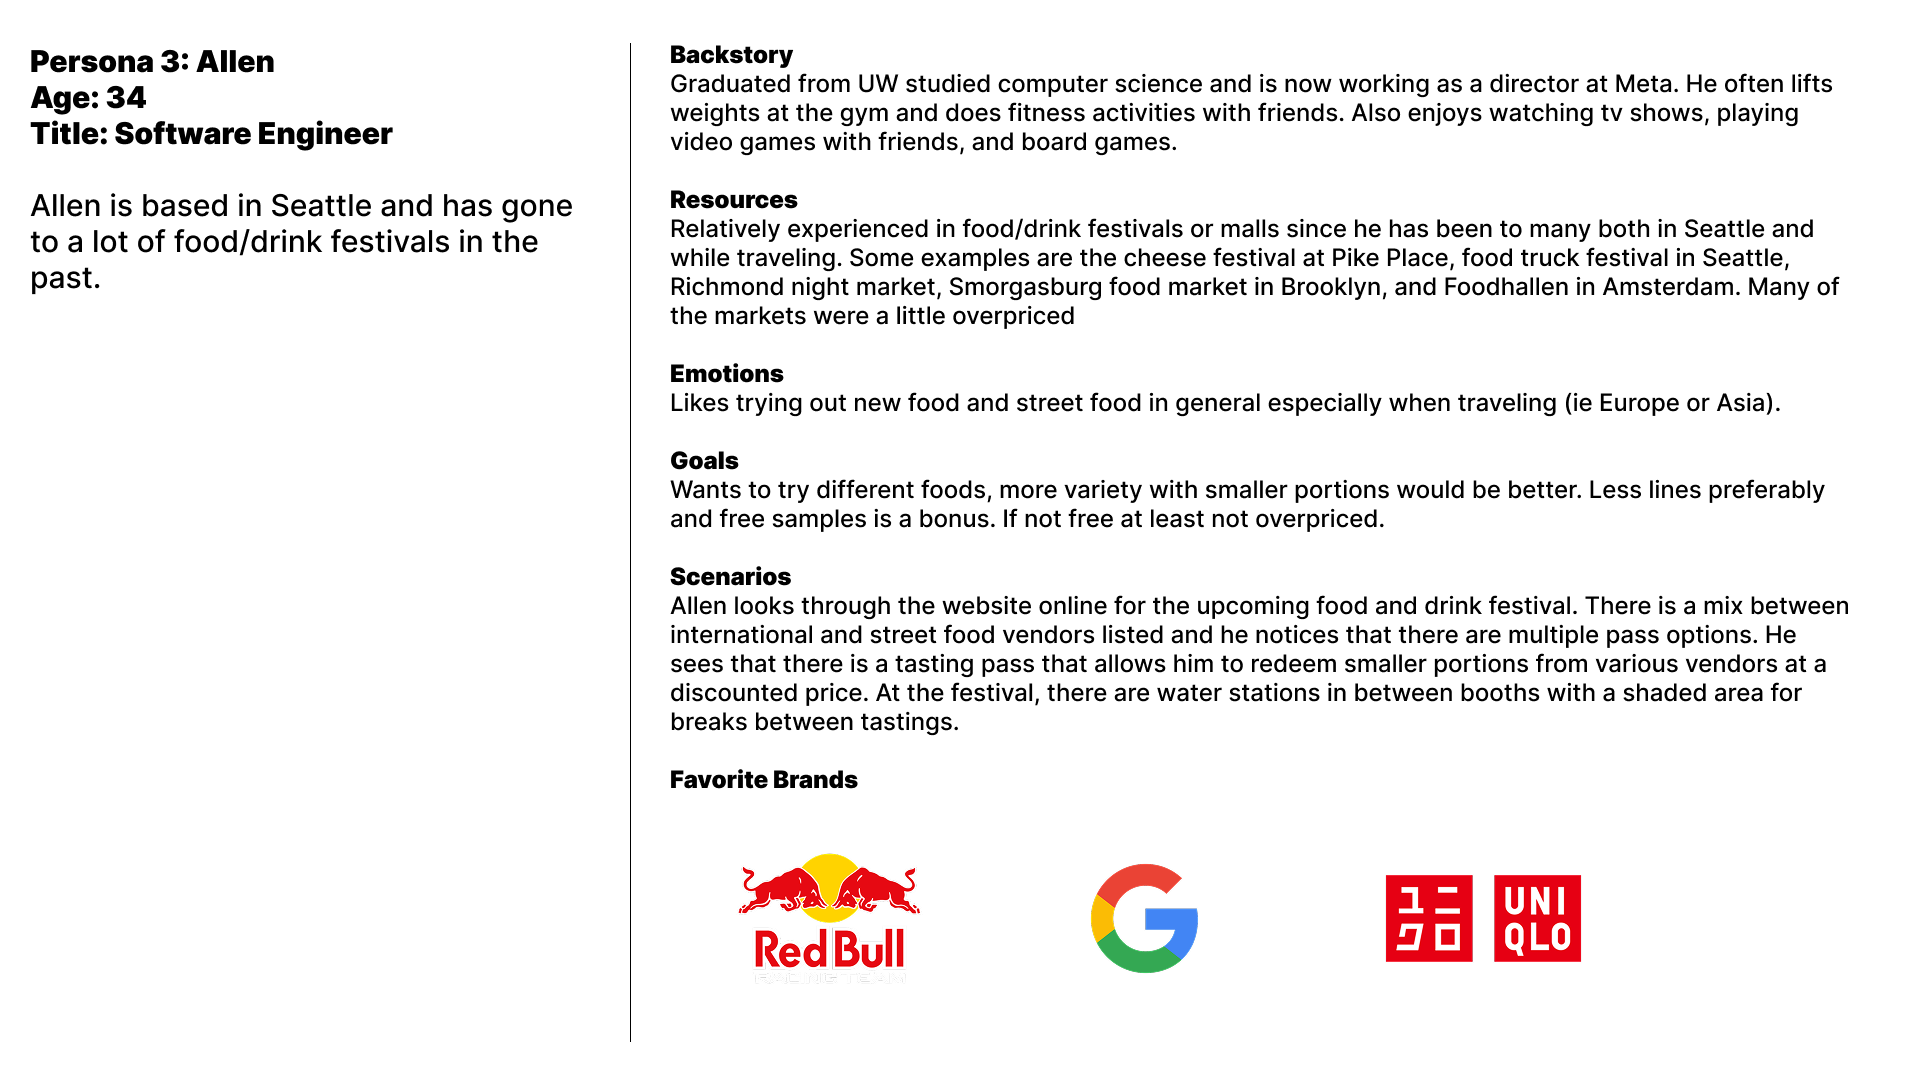 Persona 3: Allen
Age: 34
Title: Software Engineer
Allen is based in Seattle and has gone
to a lot of food/drink festivals in the
past.
Backstory
Graduated from UW studied computer science and is now working as a director at Meta. He often lifts
weights at the gym and does fitness activities with friends. Also enjoys watching tv shows, playing
video games with friends, and board games.
Resources
Relatively experienced in food/drink festivals or malls since he has been to many both in Seattle and
while traveling. Some examples are the cheese festival at Pike Place, food truck festival in Seattle,
Richmond night market, Smorgasburg food market in Brooklyn, and Foodhallen in Amsterdam. Many of
the markets were a little overpriced
Emotions
Likes trying out new food and street food in general especially when traveling (ie Europe or Asia).
Goals
Wants to try different foods, more variety with smaller portions would be better. Less lines preferably
and free samples is a bonus. If not free at least not overpriced.
Scenarios
Allen looks through the website online for the upcoming food and drink festival. There is a mix between
international and street food vendors listed and he notices that there are multiple pass options. He
sees that there is a tasting pass that allows him to redeem smaller portions from various vendors at a
discounted price. At the festival, there are water stations in between booths with a shaded area for
breaks between tastings.
Favorite Brands
Red Bull
RACING TEAM
G
ユニ
クロ
UNI
QLO